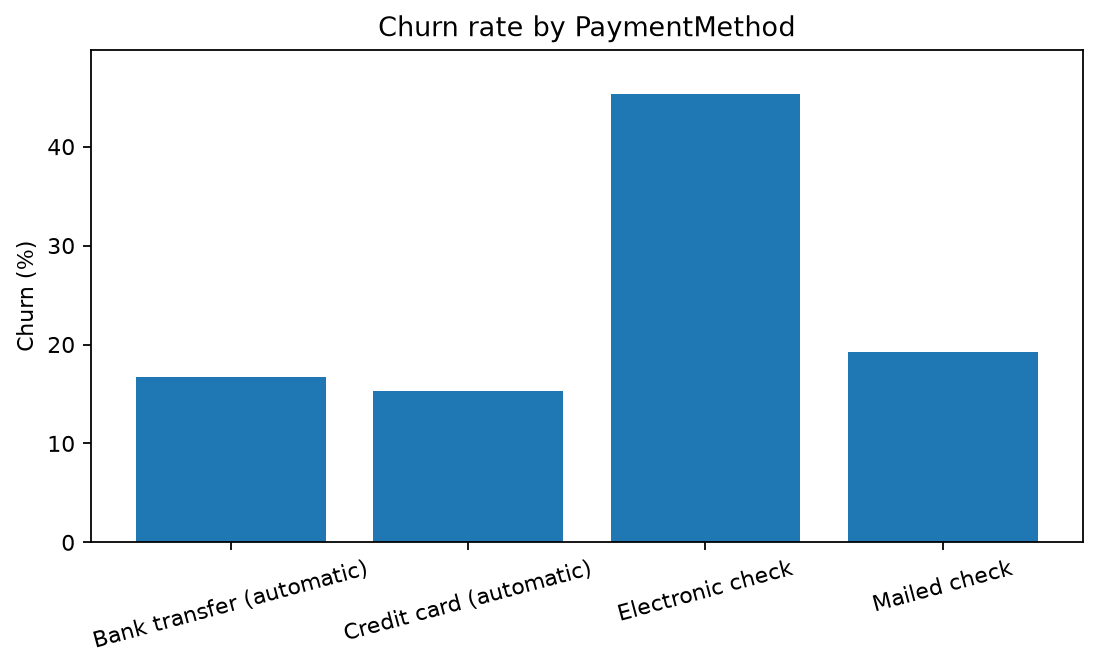 Churn rate by PaymentMethod
Churn (%)
40
30
20
10
0
Bank transfer (automatic)
Credit card (automatic)
Electronic check
Mailed check